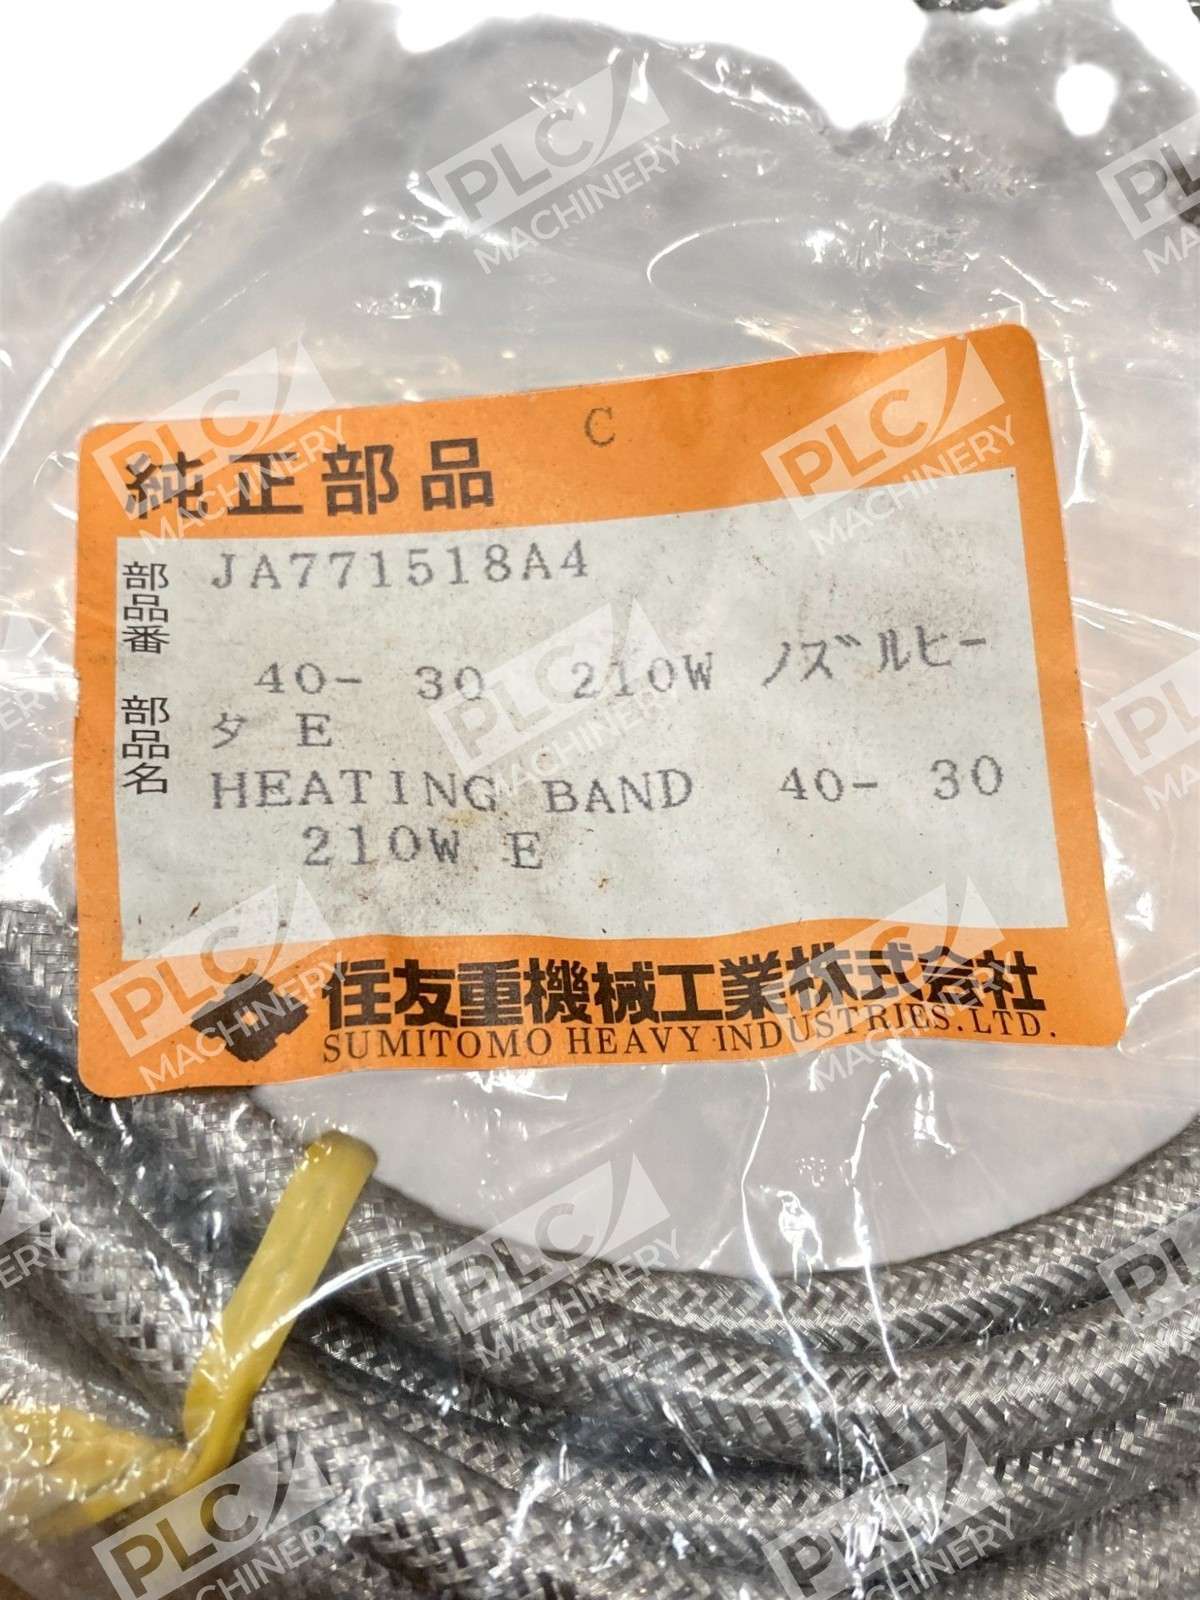 C
純正部品
部品番 JA771518A4
部品名 40- 30 210W ノズルヒー
タ E
HEATING BAND 40- 30
210W E
住友重機械工業株式会社
SUMITOMO HEAVY INDUSTRIES.LTD.
PLC MACHINERY